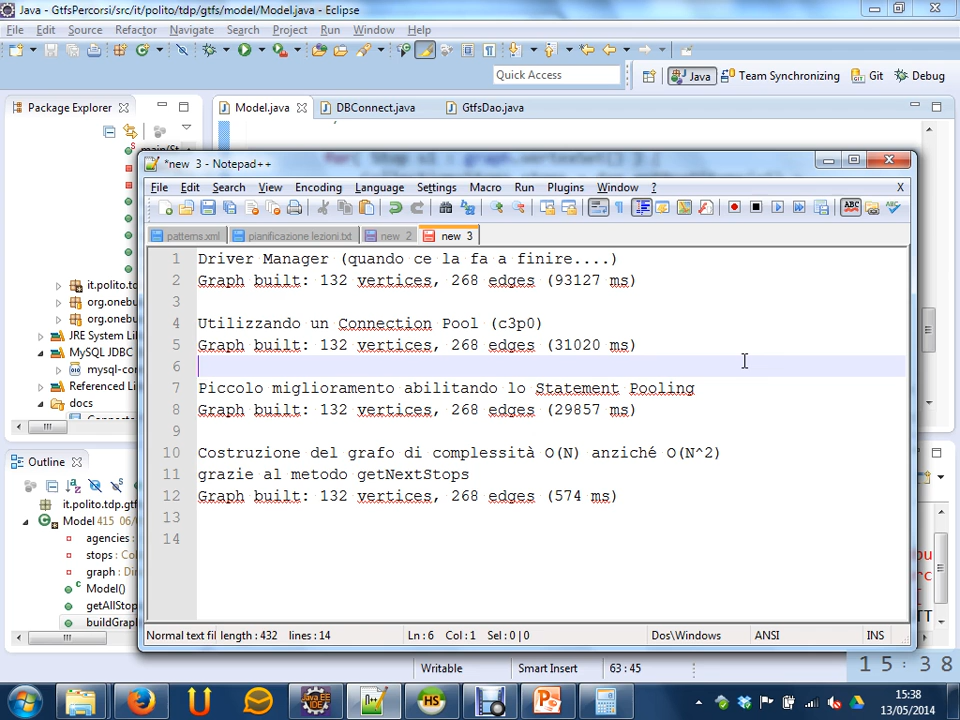 Java - GtfsPercorsi/src/it/polito/tdp/gtfs/model/Model.java - Eclipse
File Edit Source Refactor Navigate Search Project Run Window Help
Quick Access
Java
Team Synchronizing
Git
Debug
Package Explorer
Model.java
DBConnect.java
GtfsDao.java
*new 3 - Notepad++
File Edit Search View Encoding Language Settings Macro Run Plugins Window ?
X
patterns.xml
pianificazione lezioni.txt
new 2
new 3
1 Driver Manager (quando ce la fa a finire....)
2 Graph built: 132 vertices, 268 edges (93127 ms)
3
4 Utilizzando un Connection Pool (c3p0)
5 Graph built: 132 vertices, 268 edges (31020 ms)
6
7 Piccolo miglioramento abilitando lo Statement Pooling
8 Graph built: 132 vertices, 268 edges (29857 ms)
9
10 Costruzione del grafo di complessità O(N) anziché O(N^2)
11 grazie al metodo getNextStops
12 Graph built: 132 vertices, 268 edges (574 ms)
13
14
it.polito
org.onebu
org.onebu
JRE System Lib
MySQL JDBC
mysql-con
Referenced Li
docs
Outline
it.polito.tdp.gt
Model 415 06/
agencies :
stops : Col
graph : Dir
Model()
getAllStop
buildGrap
Normal text fil length : 432 lines : 14
Ln : 6 Col : 1 Sel : 0 | 0
Dos\Windows
ANSI
INS
Writable
Smart Insert
63 : 45
15:38
15:38
13/05/2014